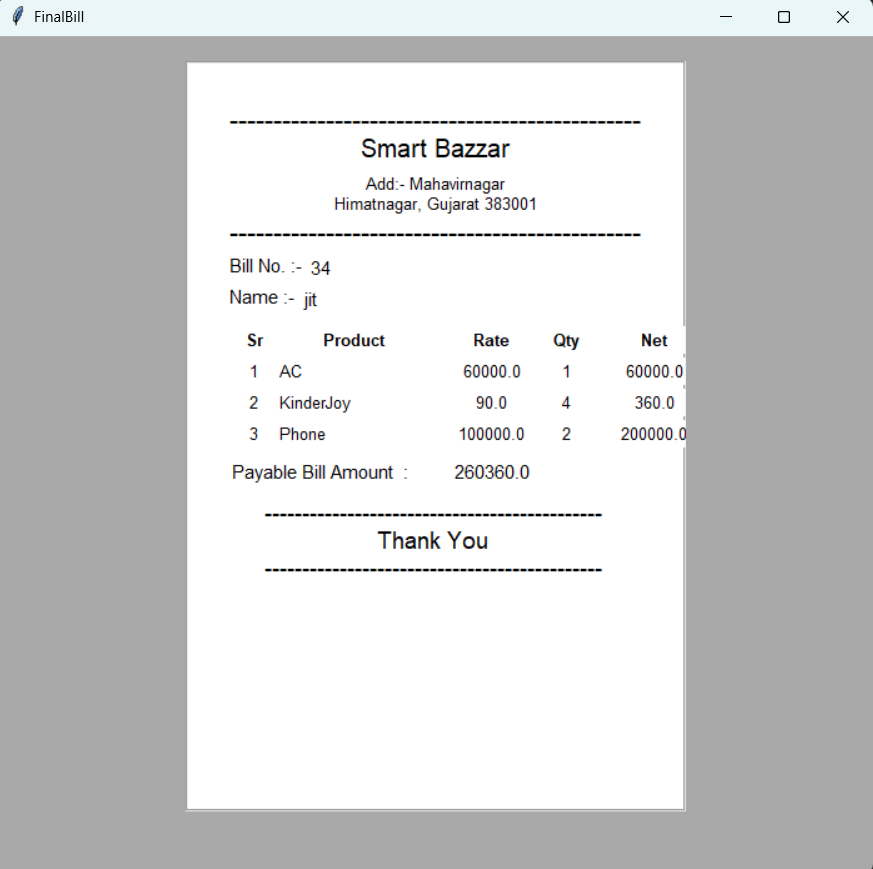 FinalBill
-----------------------------------------------
Smart Bazzar
Add:- Mahavirnagar
Himatnagar, Gujarat 383001
-----------------------------------------------
Bill No. :- 34
Name :- jit
Sr Product Rate Qty Net
1 AC 60000.0 1 60000.0
2 KinderJoy 90.0 4 360.0
3 Phone 100000.0 2 200000.0
Payable Bill Amount : 260360.0
---------------------------------------------
Thank You
---------------------------------------------